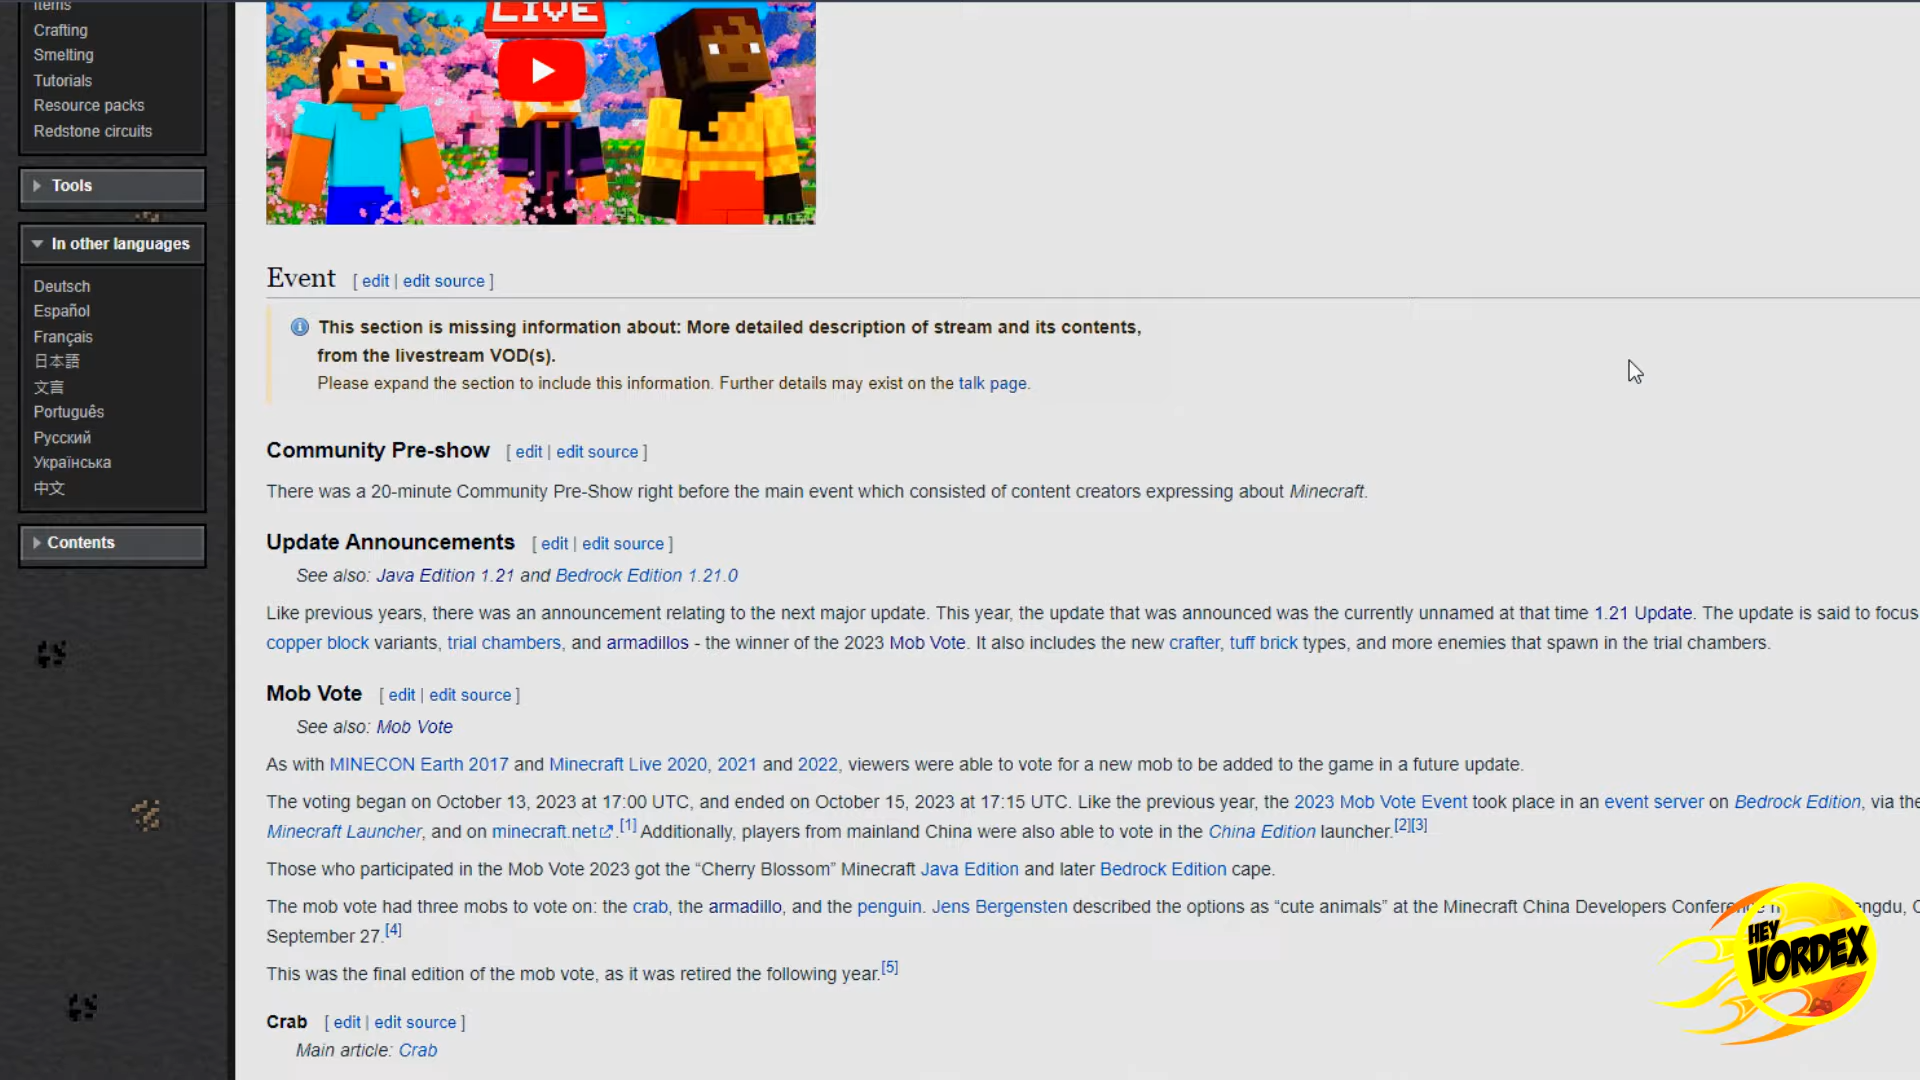 LIVE
Items
Crafting
Smelting
Tutorials
Resource packs
Redstone circuits
Tools
In other languages
Deutsch
Español
Français
日本語
文言
Português
Русский
Українська
中文
Contents
Event [ edit | edit source ]
This section is missing information about: More detailed description of stream and its contents,
from the livestream VOD(s).
Please expand the section to include this information. Further details may exist on the talk page.
Community Pre-show [ edit | edit source ]
There was a 20-minute Community Pre-Show right before the main event which consisted of content creators expressing about Minecraft.
Update Announcements [ edit | edit source ]
See also: Java Edition 1.21 and Bedrock Edition 1.21.0
Like previous years, there was an announcement relating to the next major update. This year, the update that was announced was the currently unnamed at that time 1.21 Update. The update is said to focus
copper block variants, trial chambers, and armadillos - the winner of the 2023 Mob Vote. It also includes the new crafter, tuff brick types, and more enemies that spawn in the trial chambers.
Mob Vote [ edit | edit source ]
See also: Mob Vote
As with MINECON Earth 2017 and Minecraft Live 2020, 2021 and 2022, viewers were able to vote for a new mob to be added to the game in a future update.
The voting began on October 13, 2023 at 17:00 UTC, and ended on October 15, 2023 at 17:15 UTC. Like the previous year, the 2023 Mob Vote Event took place in an event server on Bedrock Edition, via the
Minecraft Launcher, and on minecraft.net.[1] Additionally, players from mainland China were also able to vote in the China Edition launcher.[2][3]
Those who participated in the Mob Vote 2023 got the “Cherry Blossom” Minecraft Java Edition and later Bedrock Edition cape.
The mob vote had three mobs to vote on: the crab, the armadillo, and the penguin. Jens Bergensten described the options as “cute animals” at the Minecraft China Developers
September 27.[4]
This was the final edition of the mob vote, as it was retired the following year.[5]
Crab [ edit | edit source ]
Main article: Crab
HEY
VORDEX